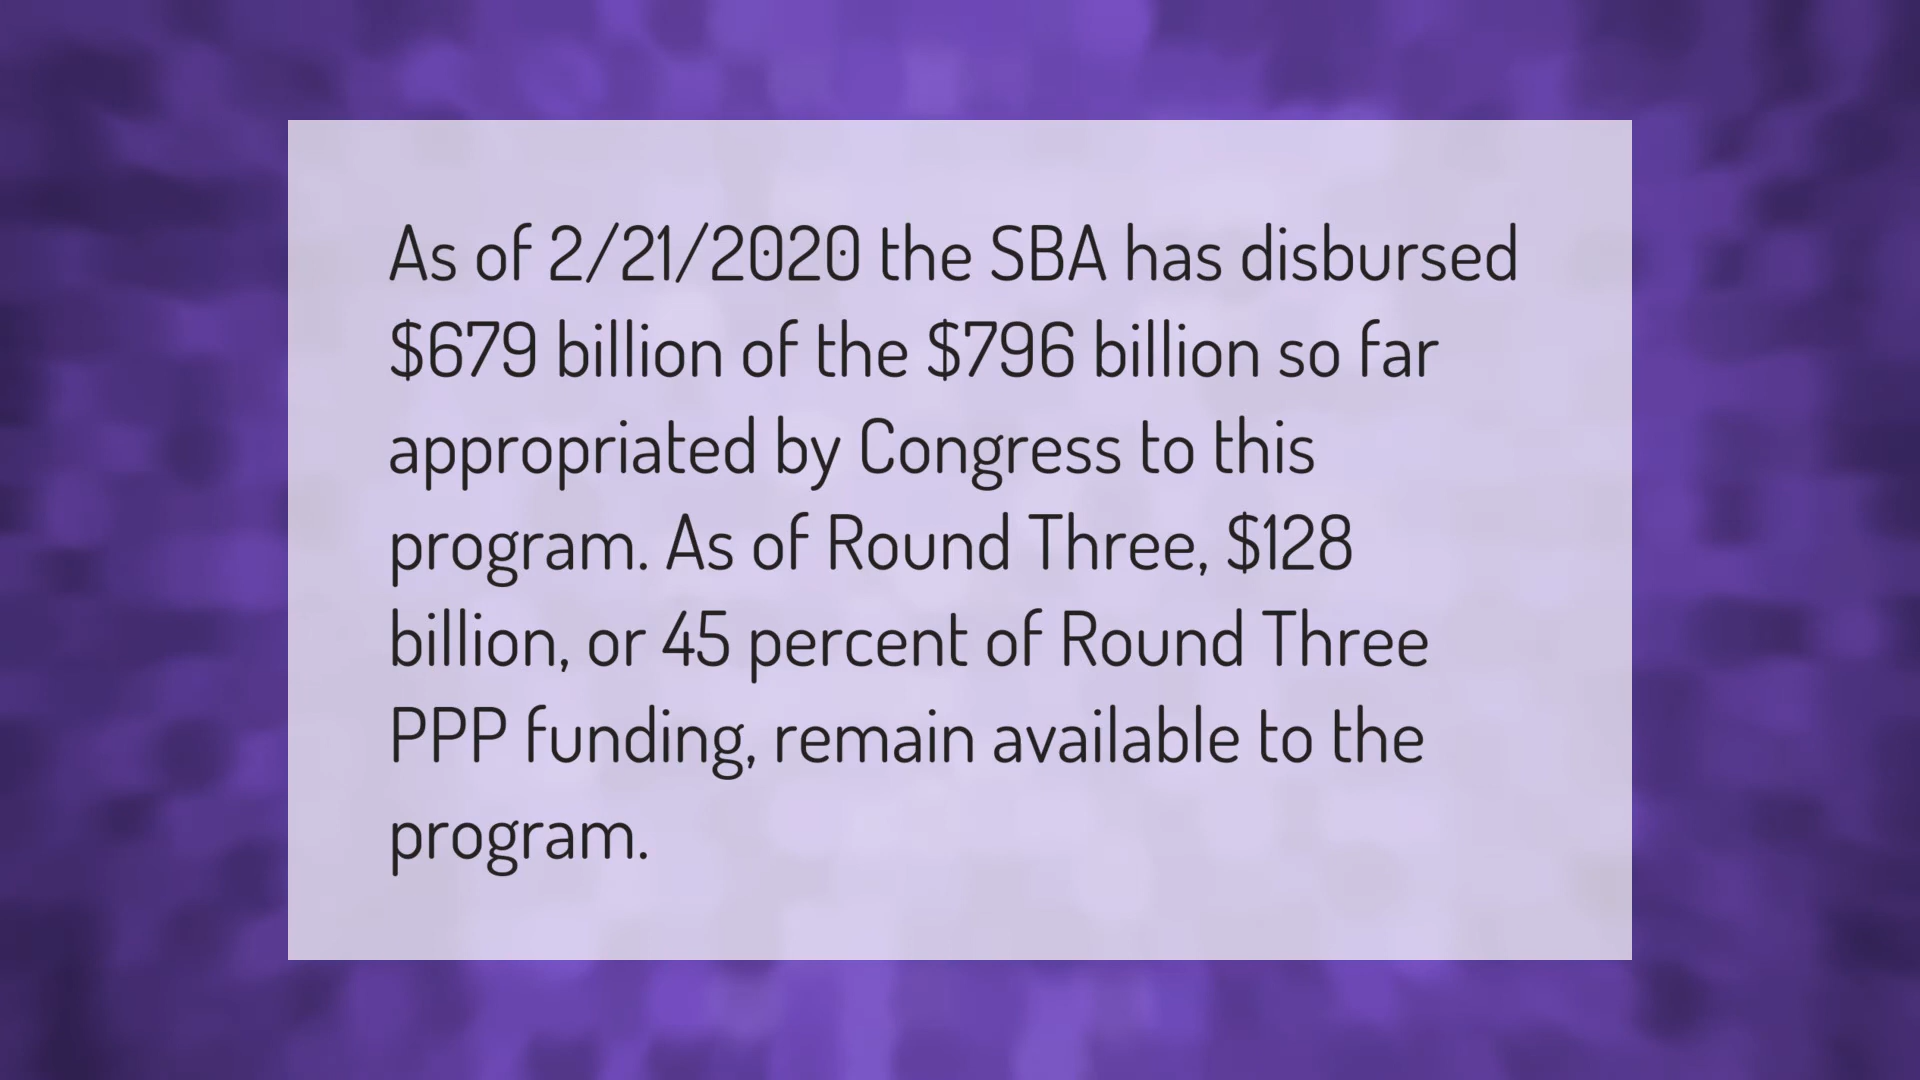 As of 2/21/2020 the SBA has disbursed
$679 billion of the $796 billion so far
appropriated by Congress to this
program. As of Round Three, $128
billion, or 45 percent of Round Three
PPP funding, remain available to the
program.